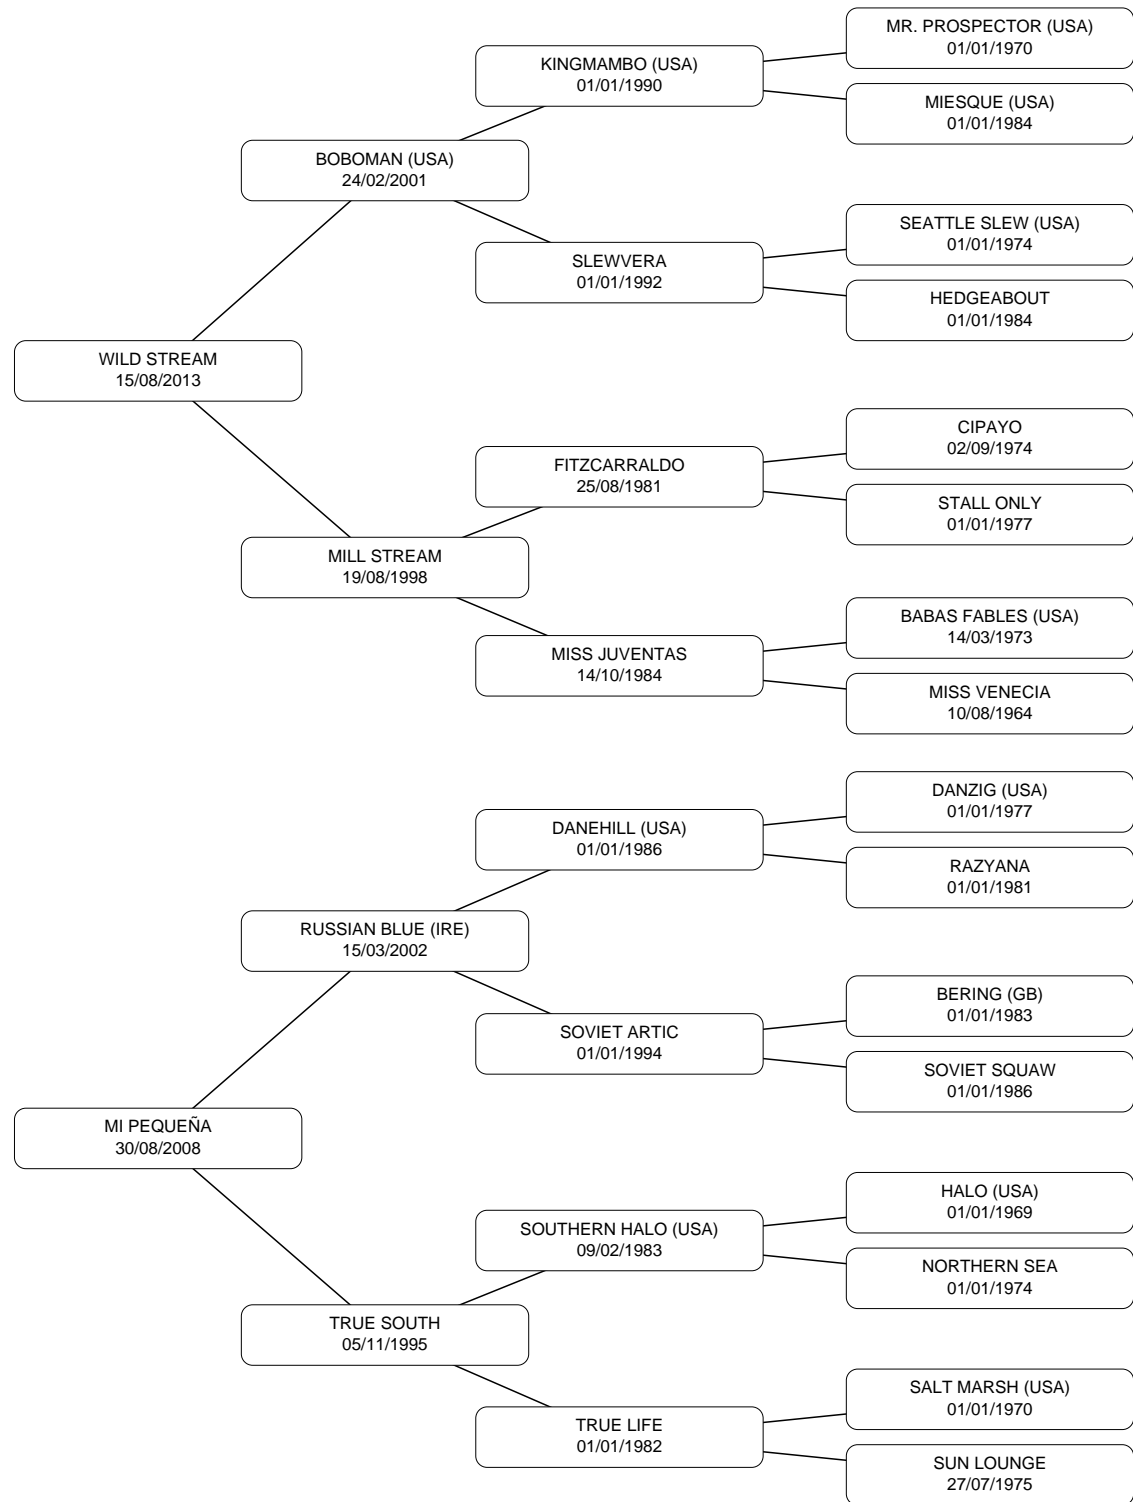 MR. PROSPECTOR (USA)
01/01/1970
KINGMAMBO (USA)
01/01/1990
MIESQUE (USA)
01/01/1984
BOBOMAN (USA)
24/02/2001
SEATTLE SLEW (USA)
01/01/1974
SLEWVERA
01/01/1992
HEDGEABOUT
01/01/1984
WILD STREAM
15/08/2013
CIPAYO
02/09/1974
FITZCARRALDO
25/08/1981
STALL ONLY
01/01/1977
MILL STREAM
19/08/1998
BABAS FABLES (USA)
14/03/1973
MISS JUVENTAS
14/10/1984
MISS VENECIA
10/08/1964
DANZIG (USA)
01/01/1977
DANEHILL (USA)
01/01/1986
RAZYANA
01/01/1981
RUSSIAN BLUE (IRE)
15/03/2002
BERING (GB)
01/01/1983
SOVIET ARTIC
01/01/1994
SOVIET SQUAW
01/01/1986
MI PEQUEÑA
30/08/2008
HALO (USA)
01/01/1969
SOUTHERN HALO (USA)
09/02/1983
NORTHERN SEA
01/01/1974
TRUE SOUTH
05/11/1995
SALT MARSH (USA)
01/01/1970
TRUE LIFE
01/01/1982
SUN LOUNGE
27/07/1975